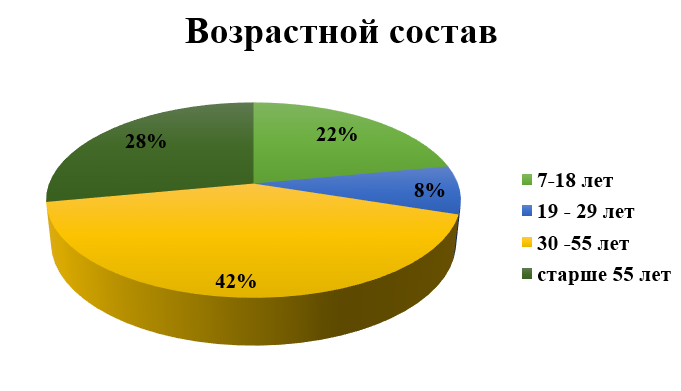 Возрастной состав
28%
22%
8%
42%
7-18 лет
19 - 29 лет
30 -55 лет
старше 55 лет